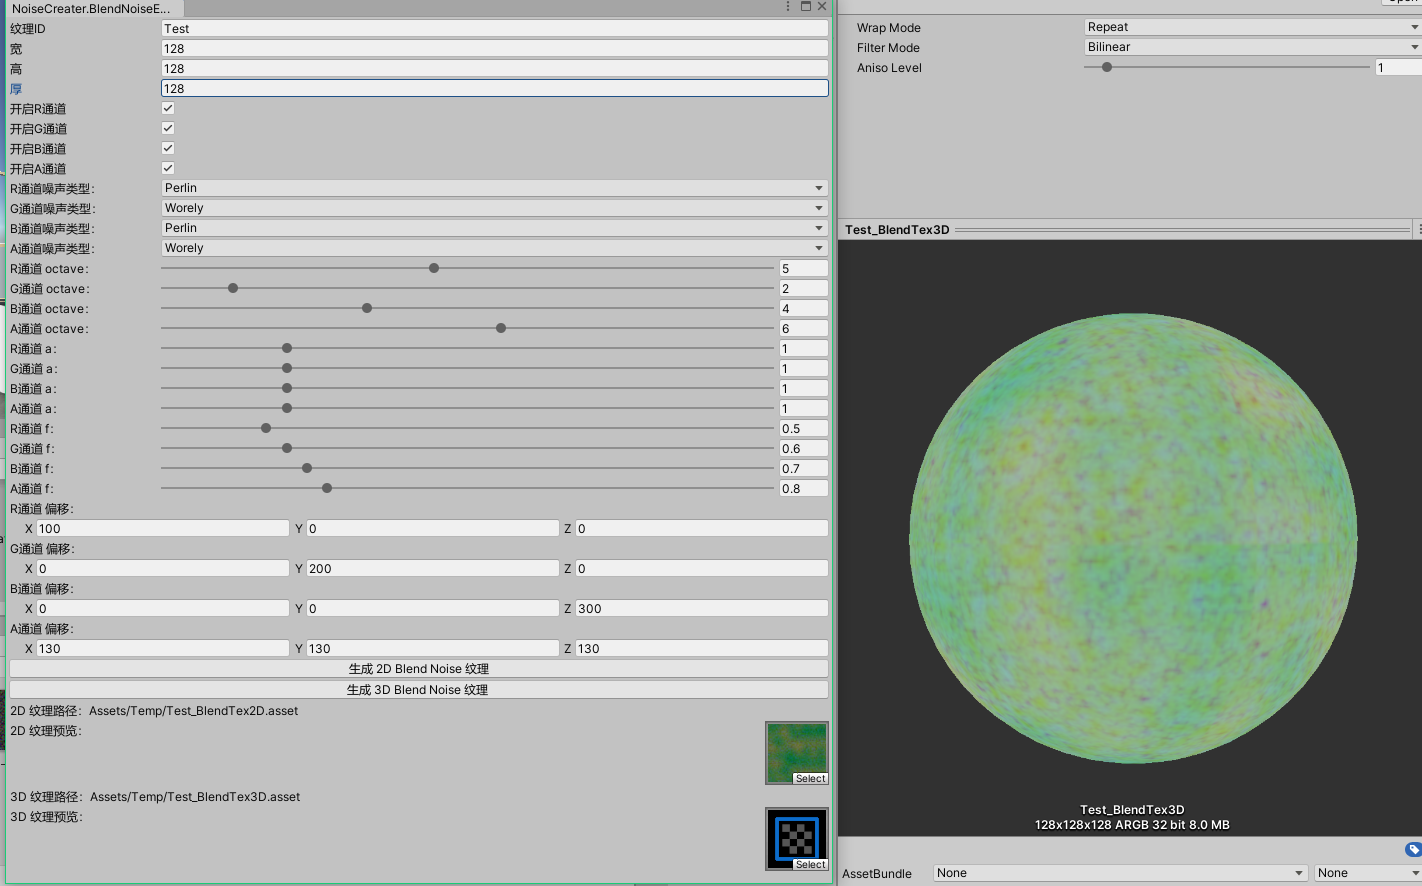 NoiseCreater.BlendNoiseE...
纹理ID Test
宽 128
高 128
厚 128
开启R通道
开启G通道
开启B通道
开启A通道
R通道噪声类型: Perlin
G通道噪声类型: Worely
B通道噪声类型: Perlin
A通道噪声类型: Worely
R通道 octave: 5
G通道 octave: 2
B通道 octave: 4
A通道 octave: 6
R通道 a: 1
G通道 a: 1
B通道 a: 1
A通道 a: 1
R通道 f: 0.5
G通道 f: 0.6
B通道 f: 0.7
A通道 f: 0.8
R通道 偏移:
X 100 Y 0 Z 0
G通道 偏移:
X 0 Y 200 Z 0
B通道 偏移:
X 0 Y 0 Z 300
A通道 偏移:
X 130 Y 130 Z 130
生成 2D Blend Noise 纹理
生成 3D Blend Noise 纹理
2D 纹理路径: Assets/Temp/Test_BlendTex2D.asset
2D 纹理预览:
Select
3D 纹理路径: Assets/Temp/Test_BlendTex3D.asset
3D 纹理预览:
Select
Wrap Mode Repeat
Filter Mode Bilinear
Aniso Level 1
Test_BlendTex3D
Test_BlendTex3D
128x128x128 ARGB 32 bit 8.0 MB
AssetBundle None None